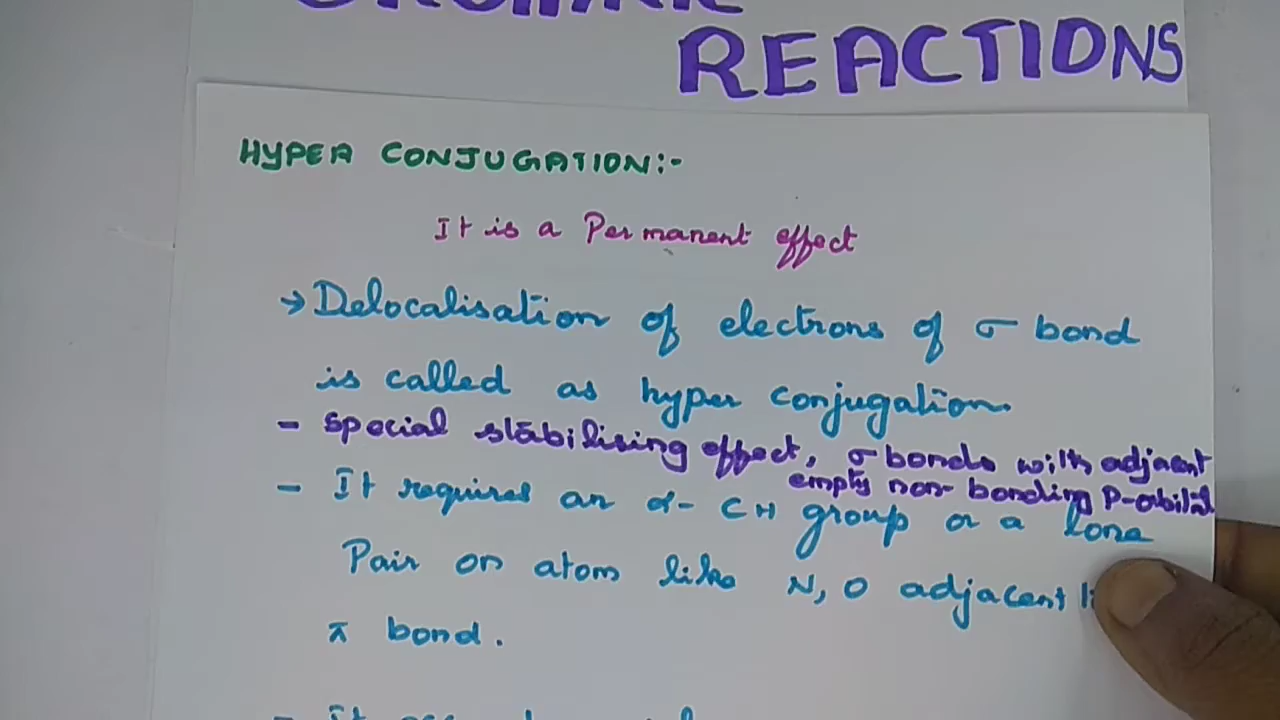 REACTIONS
HYPER CONJUGATION:-
It is a Permanent effect
→ Delocalisation of electrons of σ bond
is called as hyper conjugation.
- Special stabilising effect, σ bonds with adjacent
empty non-bonding P-orbital
- It requires an α- CH group or a lone
Pair on atom like N, O adjacent
π bond.
- It